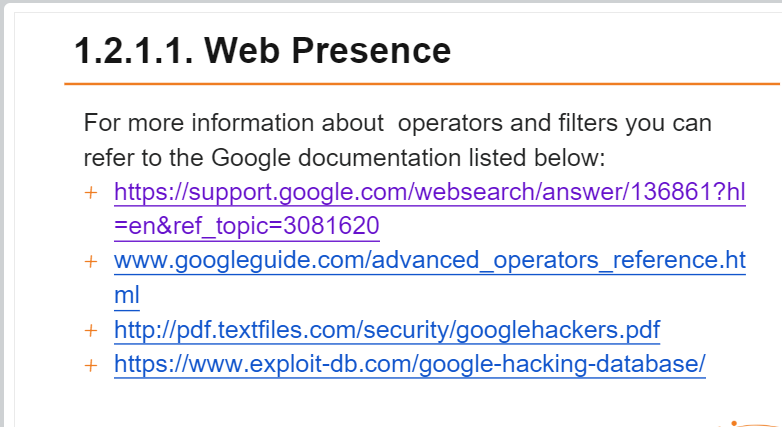 1.2.1.1. Web Presence
For more information about  operators and filters you can
refer to the Google documentation listed below:
+ https://support.google.com/websearch/answer/136861?hl
=en&ref_topic=3081620
+ www.googleguide.com/advanced_operators_reference.ht
ml
+ http://pdf.textfiles.com/security/googlehackers.pdf
+ https://www.exploit-db.com/google-hacking-database/